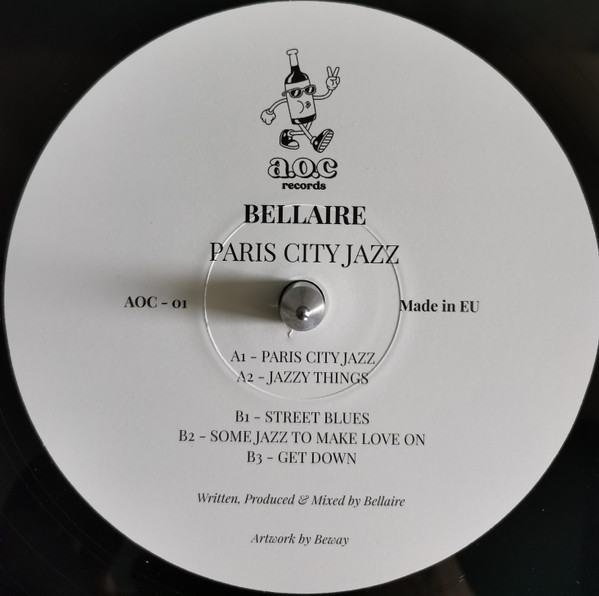 a.o.c
records
BELLAIRE
PARIS CITY JAZZ
AOC - 01
Made in EU
A1 - PARIS CITY JAZZ
A2 - JAZZY THINGS
B1 - STREET BLUES
B2 - SOME JAZZ TO MAKE LOVE ON
B3 - GET DOWN
Written, Produced & Mixed by Bellaire
Artwork by Beway